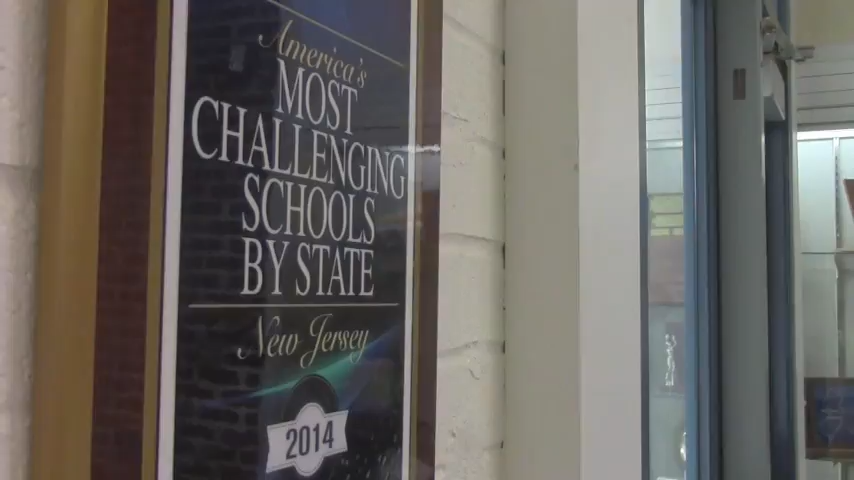 America's
MOST
CHALLENGING
SCHOOLS
BY STATE
New Jersey
2014